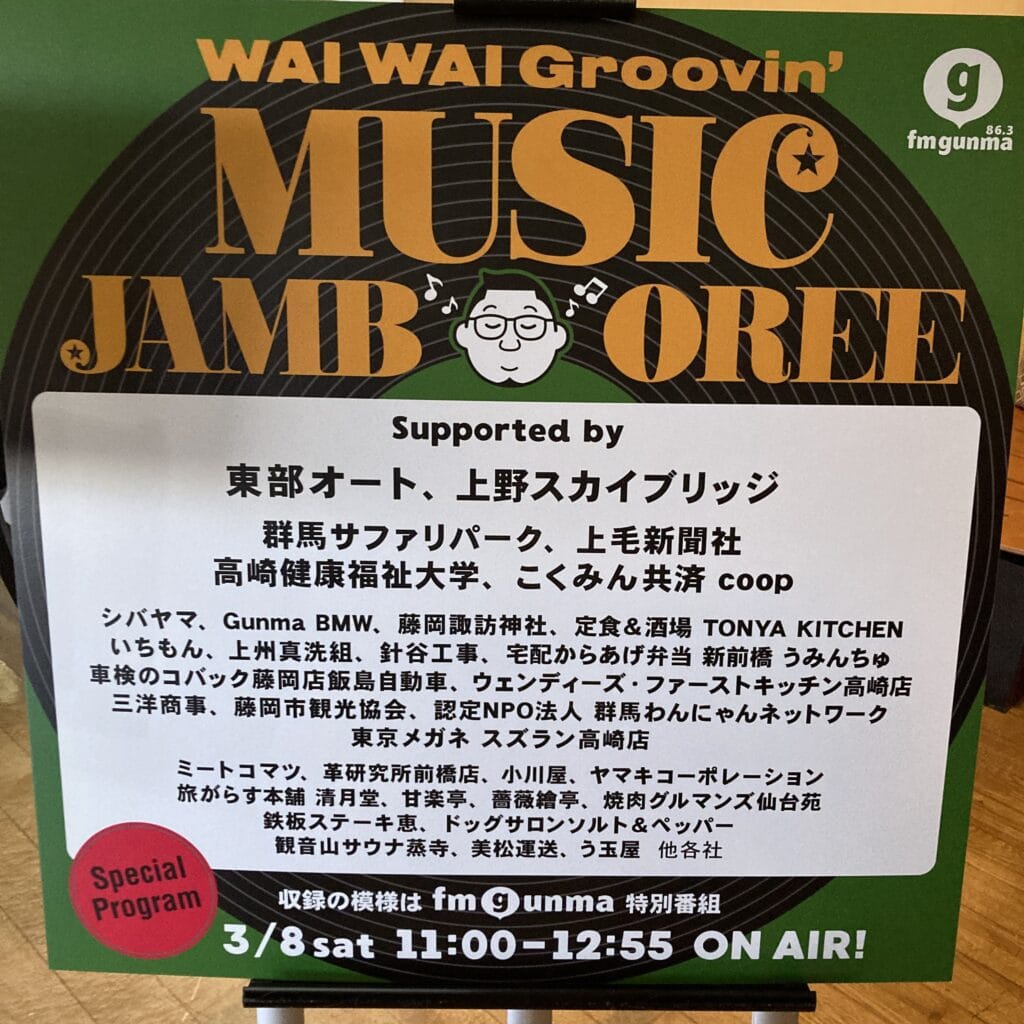 WAI WAI Groovin'
MUSIC
JAMBOREE
g
86.3
fmgunma
Supported by
東部オート、上野スカイブリッジ
群馬サファリパーク、上毛新聞社
高崎健康福祉大学、こくみん共済 coop
シバヤマ、Gunma BMW、藤岡諏訪神社、定食&酒場 TONYA KITCHEN
いちもん、上州真洗組、針谷工事、宅配からあげ弁当 新前橋 うみんちゅ
車検のコバック藤岡店飯島自動車、ウェンディーズ・ファーストキッチン高崎店
三洋商事、藤岡市観光協会、認定NPO法人 群馬わんにゃんネットワーク
東京メガネ スズラン高崎店
ミートコマツ、革研究所前橋店、小川屋、ヤマキコーポレーション
旅がらす本舗 清月堂、甘楽亭、薔薇繪亭、焼肉グルマンズ仙台苑
鉄板ステーキ恵、ドッグサロンソルト&ペッパー
観音山サウナ蒸寺、美松運送、う玉屋 他各社
Special
Program
収録の模様は fmgunma 特別番組
3/8 sat 11:00-12:55 ON AIR!